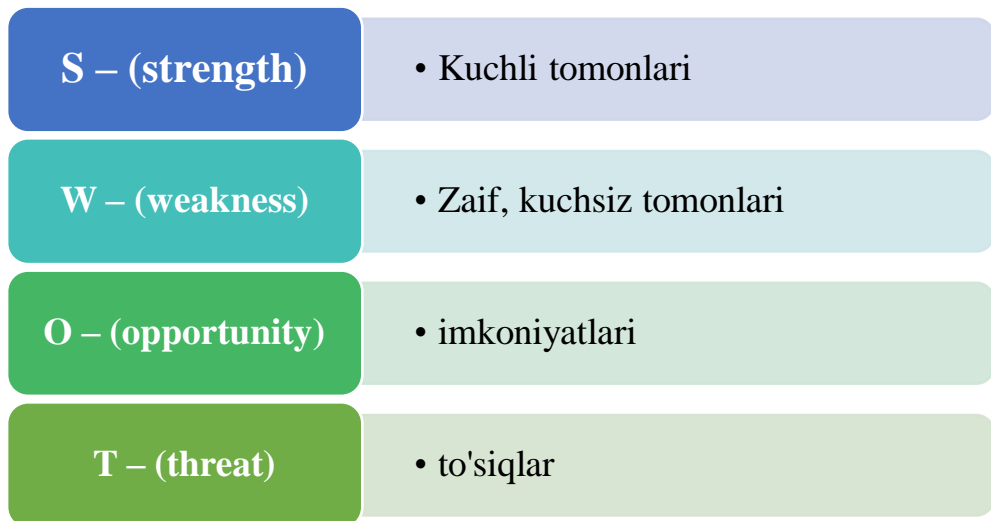 S – (strength)
• Kuchli tomonlari
W – (weakness)
• Zaif, kuchsiz tomonlari
O – (opportunity)
• imkoniyatlari
T – (threat)
• to'siqlar